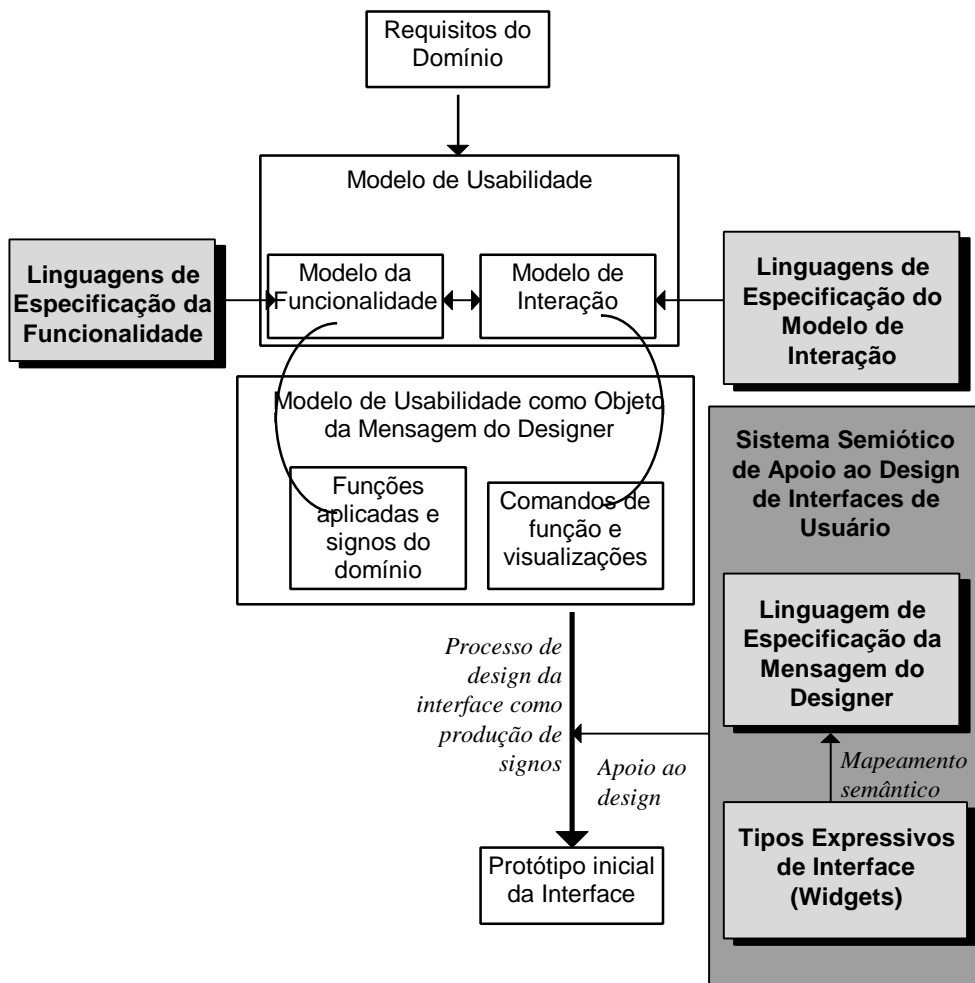 Requisitos do
Domínio
Modelo de Usabilidade
Linguagens de
Especificação da
Funcionalidade
Modelo da
Funcionalidade
Modelo de
Interação
Linguagens de
Especificação do
Modelo de
Interação
Modelo de Usabilidade como Objeto
da Mensagem do Designer
Funções
aplicadas e
signos do
domínio
Comandos de
função e
visualizações
Sistema Semiótico
de Apoio ao Design
de Interfaces de
Usuário
Linguagem de
Especificação da
Mensagem do
Designer
Processo de
design da
interface como
produção de
signos
Apoio ao
design
Mapeamento
semântico
Tipos Expressivos
de Interface
(Widgets)
Protótipo inicial
da Interface